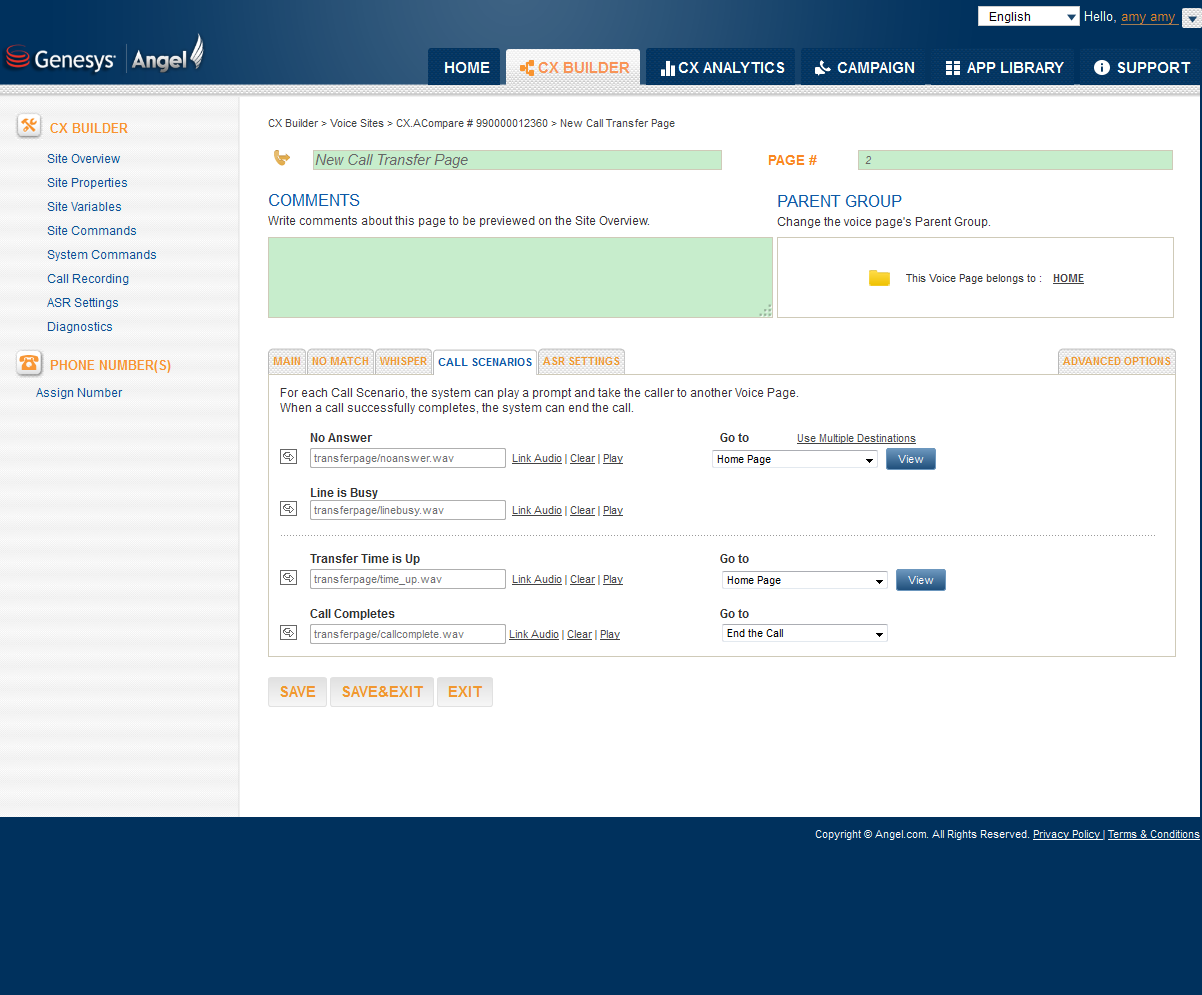 English Hello, amy amy
Genesys Angel
HOME CX BUILDER CX ANALYTICS CAMPAIGN APP LIBRARY SUPPORT
CX BUILDER
Site Overview
Site Properties
Site Variables
Site Commands
System Commands
Call Recording
ASR Settings
Diagnostics
PHONE NUMBER(S)
Assign Number
CX Builder > Voice Sites > CX.ACompare # 990000012360 > New Call Transfer Page
New Call Transfer Page PAGE # 2
COMMENTS
Write comments about this page to be previewed on the Site Overview.
PARENT GROUP
Change the voice page's Parent Group.
This Voice Page belongs to : HOME
MAIN NO MATCH WHISPER CALL SCENARIOS ASR SETTINGS ADVANCED OPTIONS
For each Call Scenario, the system can play a prompt and take the caller to another Voice Page.
When a call successfully completes, the system can end the call.
No Answer Go to Use Multiple Destinations
transferpage/noanswer.wav Link Audio | Clear | Play Home Page View
Line is Busy
transferpage/linebusy.wav Link Audio | Clear | Play
Transfer Time is Up Go to
transferpage/time_up.wav Link Audio | Clear | Play Home Page View
Call Completes Go to
transferpage/callcomplete.wav Link Audio | Clear | Play End the Call
SAVE SAVE&EXIT EXIT
Copyright © Angel.com. All Rights Reserved. Privacy Policy | Terms & Conditions